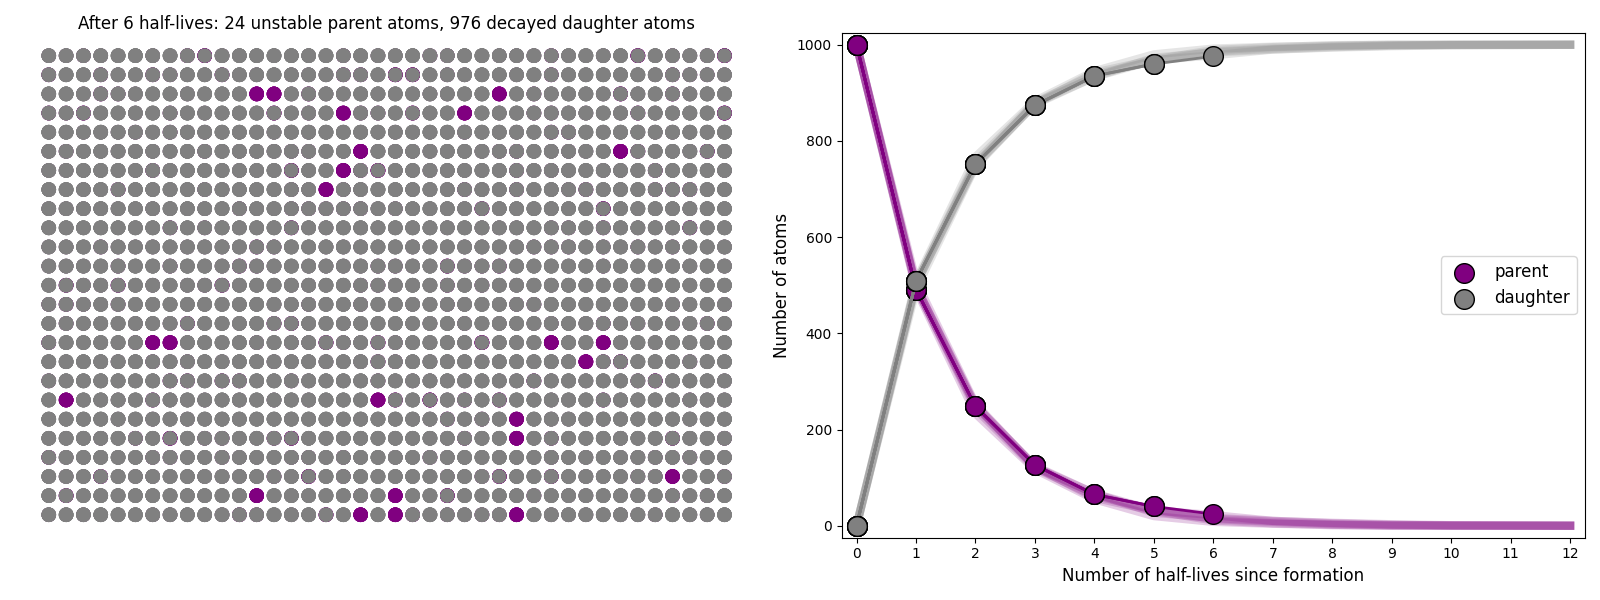 After 6 half-lives: 24 unstable parent atoms, 976 decayed daughter atoms
1000
800
600
400
200
0
Number of atoms
parent
daughter
0 1 2 3 4 5 6 7 8 9 10 11 12
Number of half-lives since formation